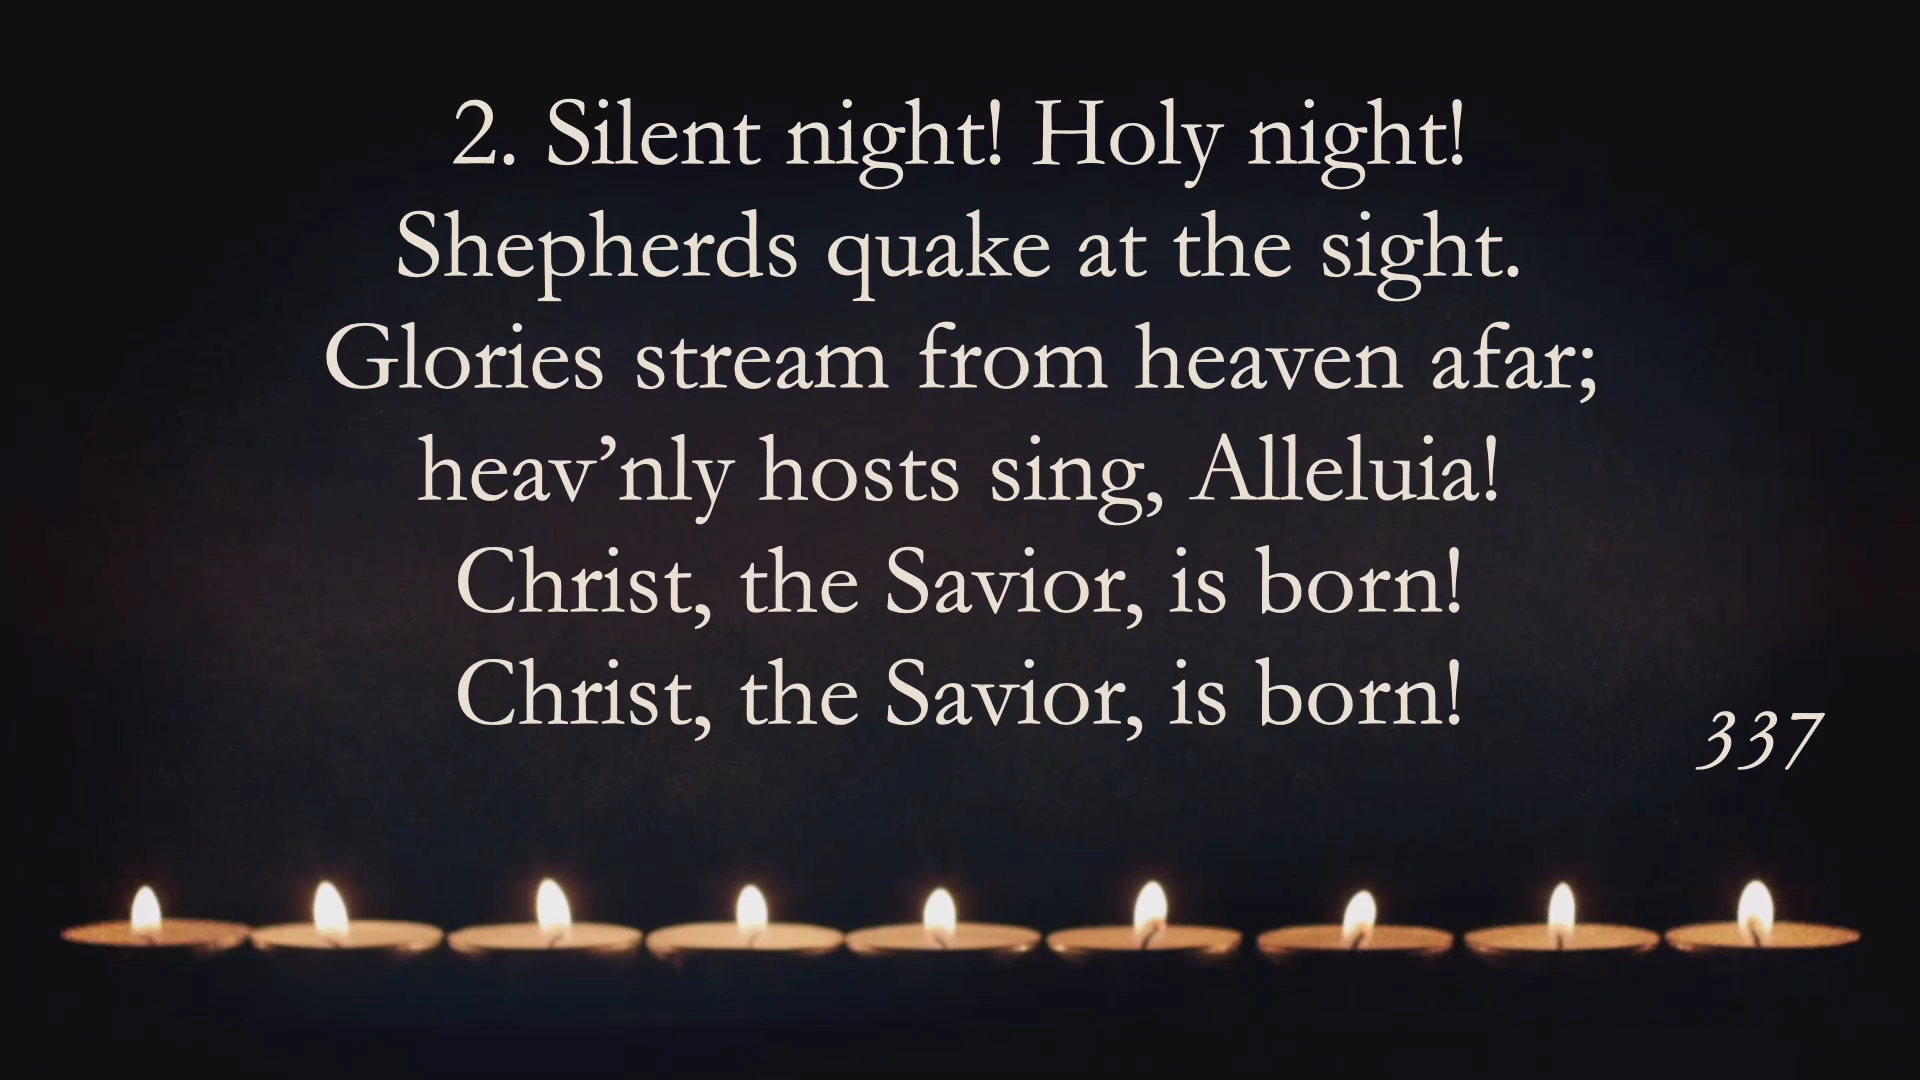 2. Silent night! Holy night!
Shepherds quake at the sight.
Glories stream from heaven afar;
heav’nly hosts sing, Alleluia!
Christ, the Savior, is born!
Christ, the Savior, is born!
337